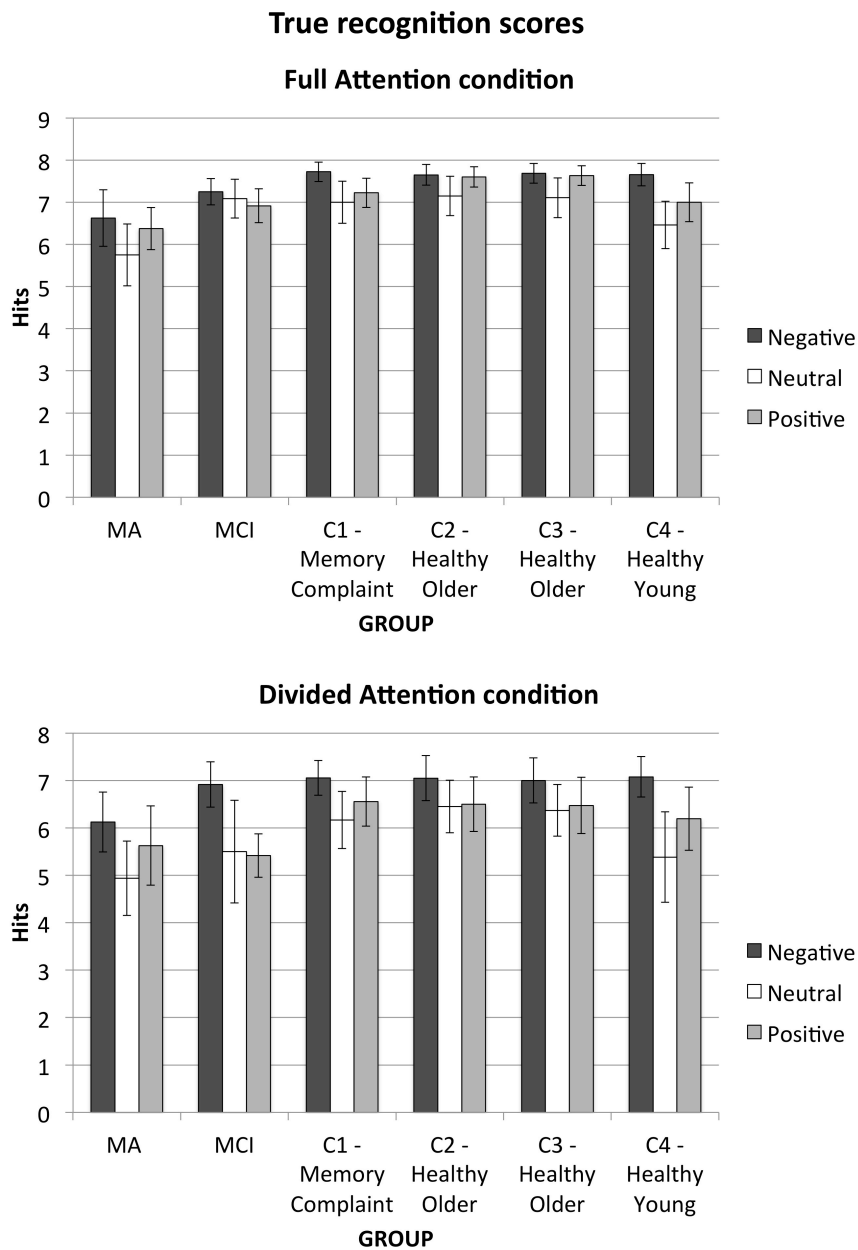 True recognition scores
Full Attention condition
9
8
7
6
5
4
3
2
1
0
Hits
Negative
Neutral
Positive
MA
MCI
C1 -
Memory
Complaint
C2 -
Healthy
Older
C3 -
Healthy
Older
C4 -
Healthy
Young
GROUP
Divided Attention condition
8
7
6
5
4
3
2
1
0
Hits
Negative
Neutral
Positive
MA
MCI
C1 -
Memory
Complaint
C2 -
Healthy
Older
C3 -
Healthy
Older
C4 -
Healthy
Young
GROUP